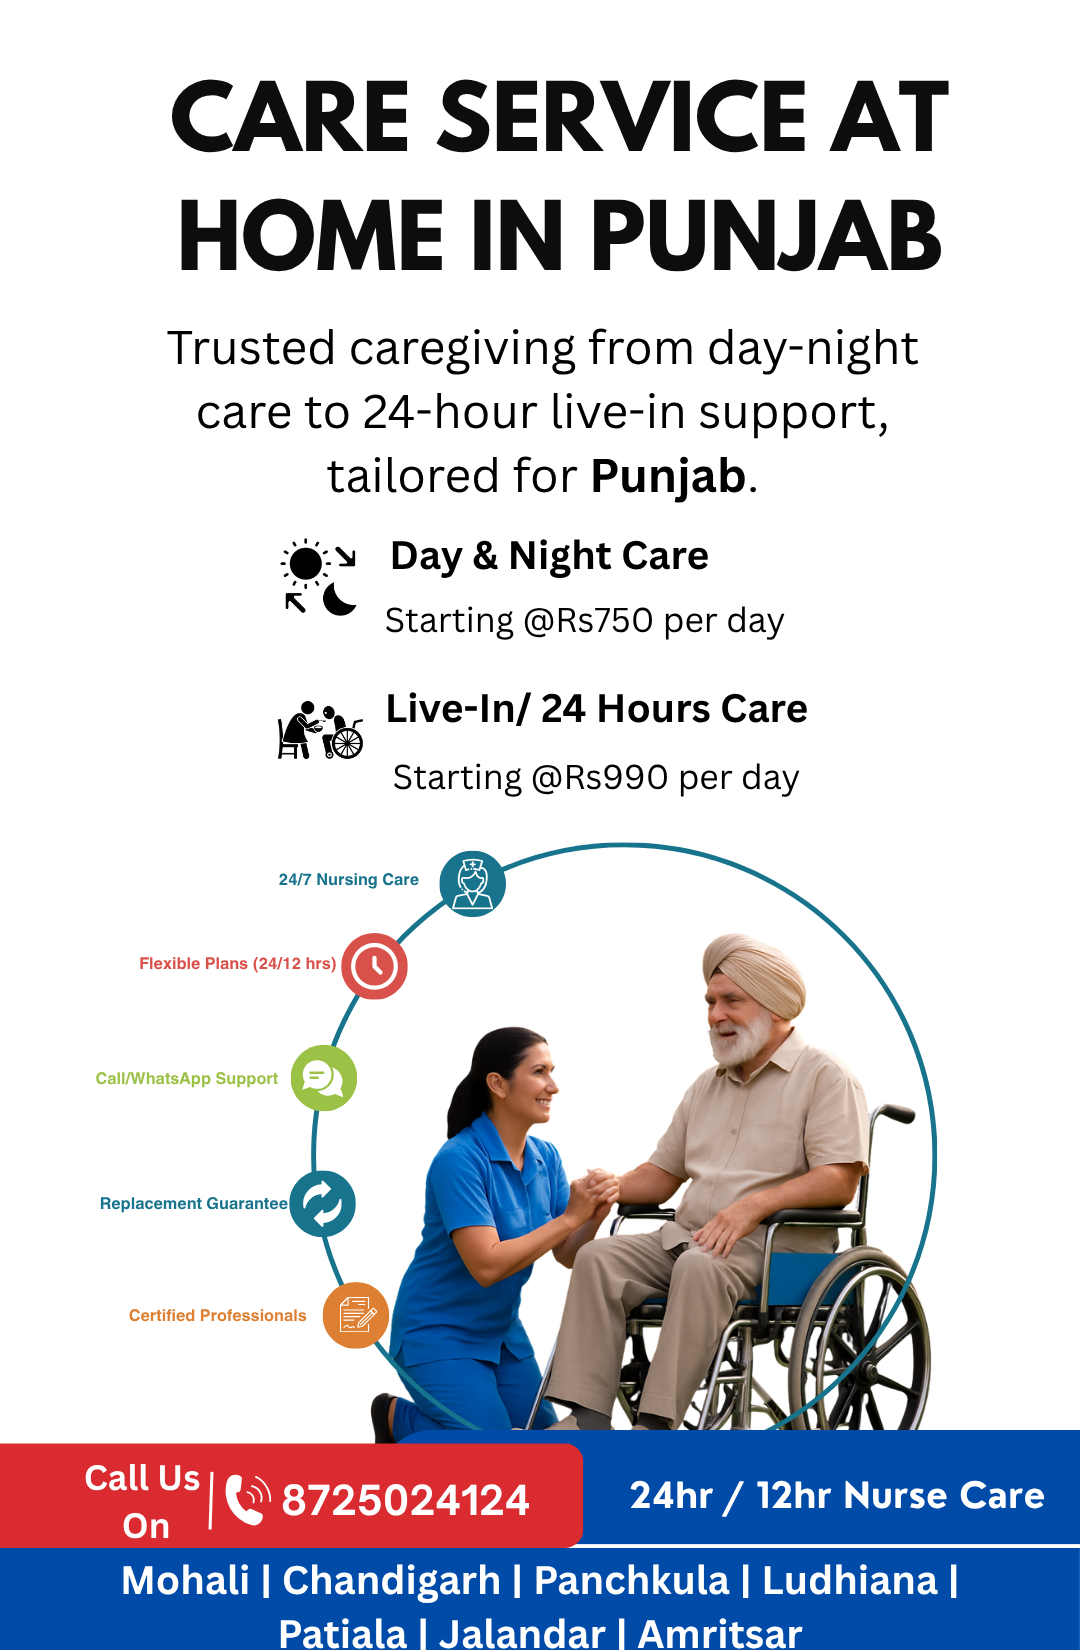 CARE SERVICE AT
HOME IN PUNJAB
Trusted caregiving from day-night
care to 24-hour live-in support,
tailored for Punjab.
Day & Night Care
Starting @Rs750 per day
Live-In/ 24 Hours Care
Starting @Rs990 per day
24/7 Nursing Care
Flexible Plans (24/12 hrs)
Call/WhatsApp Support
Replacement Guarantee
Certified Professionals
Call Us
On
8725024124
24hr / 12hr Nurse Care
Mohali | Chandigarh | Panchkula | Ludhiana |
Patiala | Jalandar | Amritsar